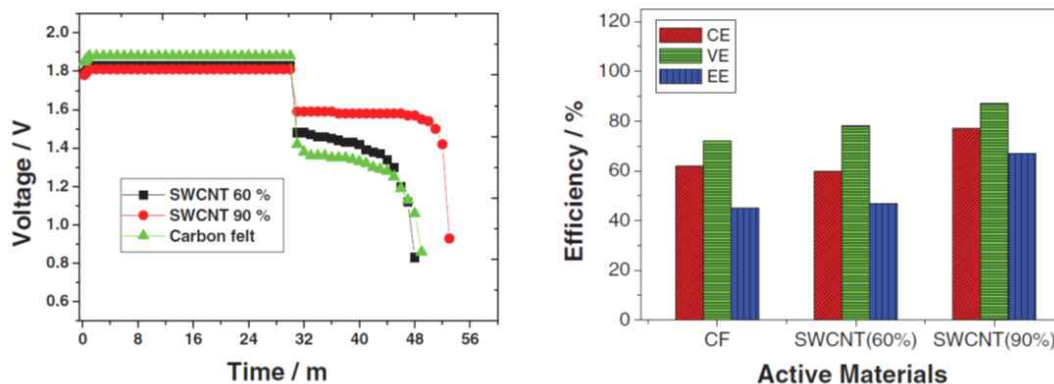 2.0
1.8
1.6
1.4
1.2
1.0
0.8
0.6
Voltage / V
SWCNT 60 %
SWCNT 90 %
Carbon felt
0 8 16 24 32 40 48 56
Time / m
120
100
80
60
40
20
0
Efficiency / %
CE
VE
EE
CF SWCNT(60%) SWCNT(90%)
Active Materials